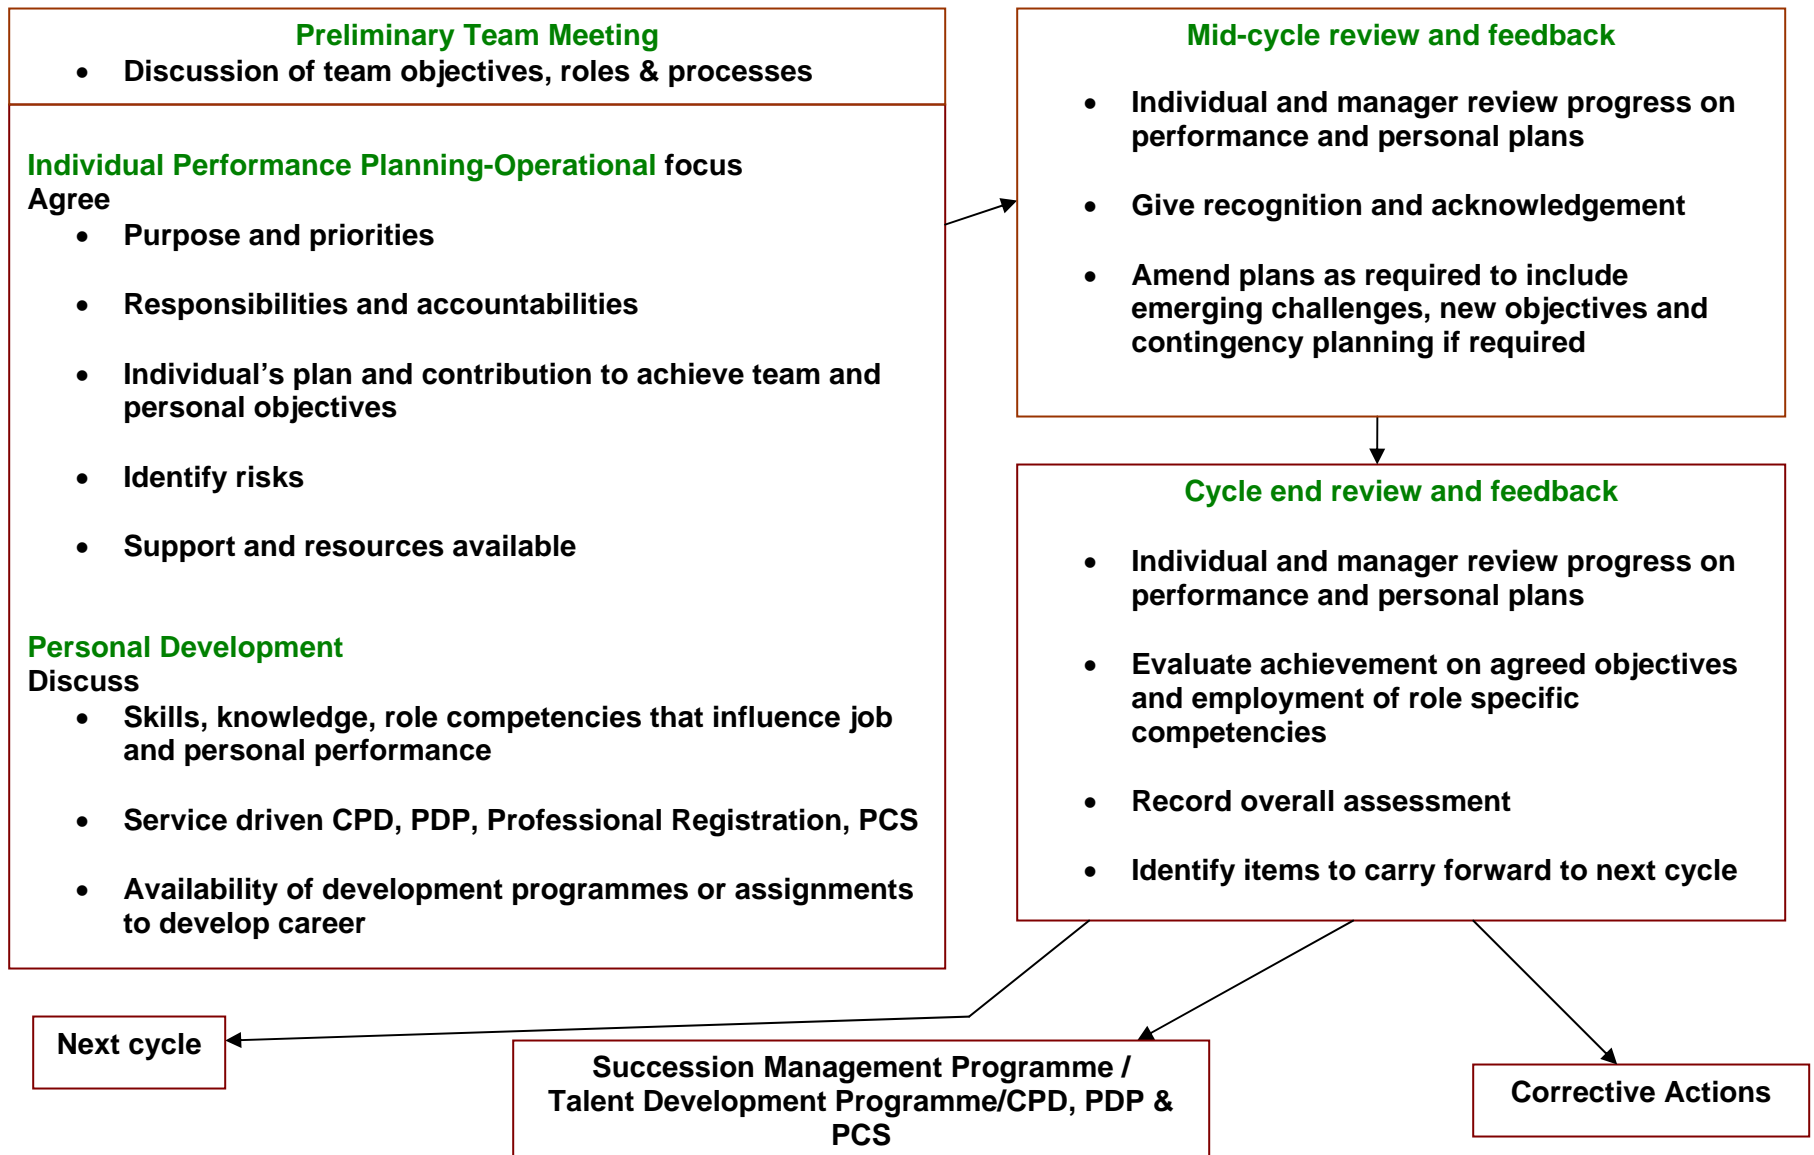 Preliminary Team Meeting
• Discussion of team objectives, roles & processes
Individual Performance Planning-Operational focus
Agree
• Purpose and priorities
• Responsibilities and accountabilities
• Individual’s plan and contribution to achieve team and
personal objectives
• Identify risks
• Support and resources available
Personal Development
Discuss
• Skills, knowledge, role competencies that influence job
and personal performance
• Service driven CPD, PDP, Professional Registration, PCS
• Availability of development programmes or assignments
to develop career
Mid-cycle review and feedback
• Individual and manager review progress on
performance and personal plans
• Give recognition and acknowledgement
• Amend plans as required to include
emerging challenges, new objectives and
contingency planning if required
Cycle end review and feedback
• Individual and manager review progress on
performance and personal plans
• Evaluate achievement on agreed objectives
and employment of role specific
competencies
• Record overall assessment
• Identify items to carry forward to next cycle
Next cycle
Succession Management Programme /
Talent Development Programme/CPD, PDP &
PCS
Corrective Actions